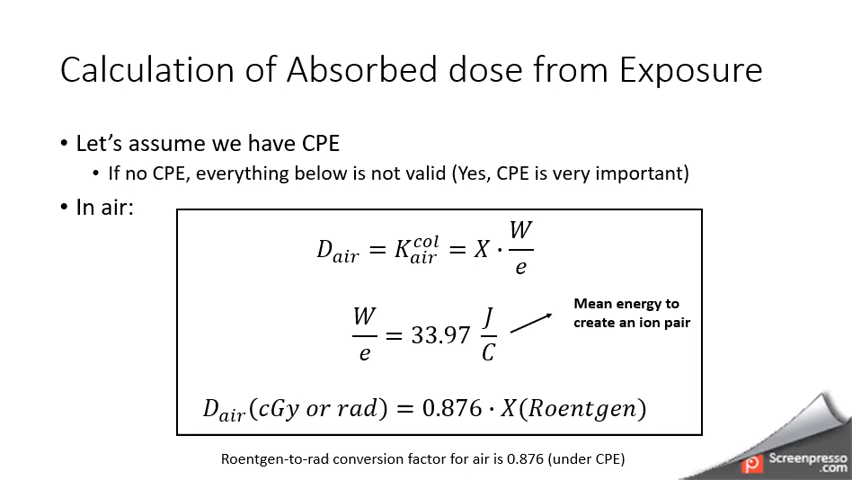 Calculation of Absorbed dose from Exposure
• Let's assume we have CPE
• If no CPE, everything below is not valid (Yes, CPE is very important)
• In air:
D_air = K_air^col = X · W/e
W/e = 33.97 J/C
Mean energy to
create an ion pair
D_air(cGy or rad) = 0.876 · X(Roentgen)
Roentgen-to-rad conversion factor for air is 0.876 (under CPE)
Screenpresso
.com